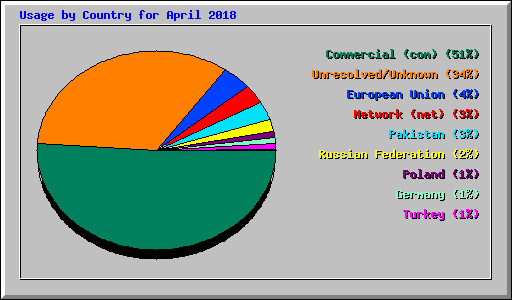 Usage by Country for April 2018
Commercial (com) (51%)
Unresolved/Unknown (34%)
European Union (4%)
Network (net) (3%)
Pakistan (3%)
Russian Federation (2%)
Poland (1%)
Germany (1%)
Turkey (1%)